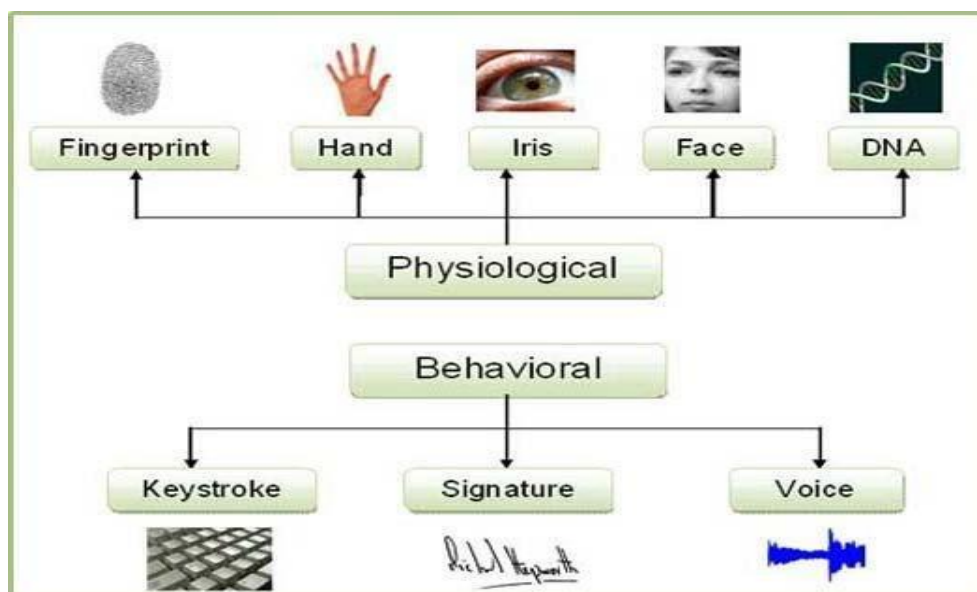 Fingerprint
Hand
Iris
Face
DNA
Physiological
Behavioral
Keystroke
Signature
Voice